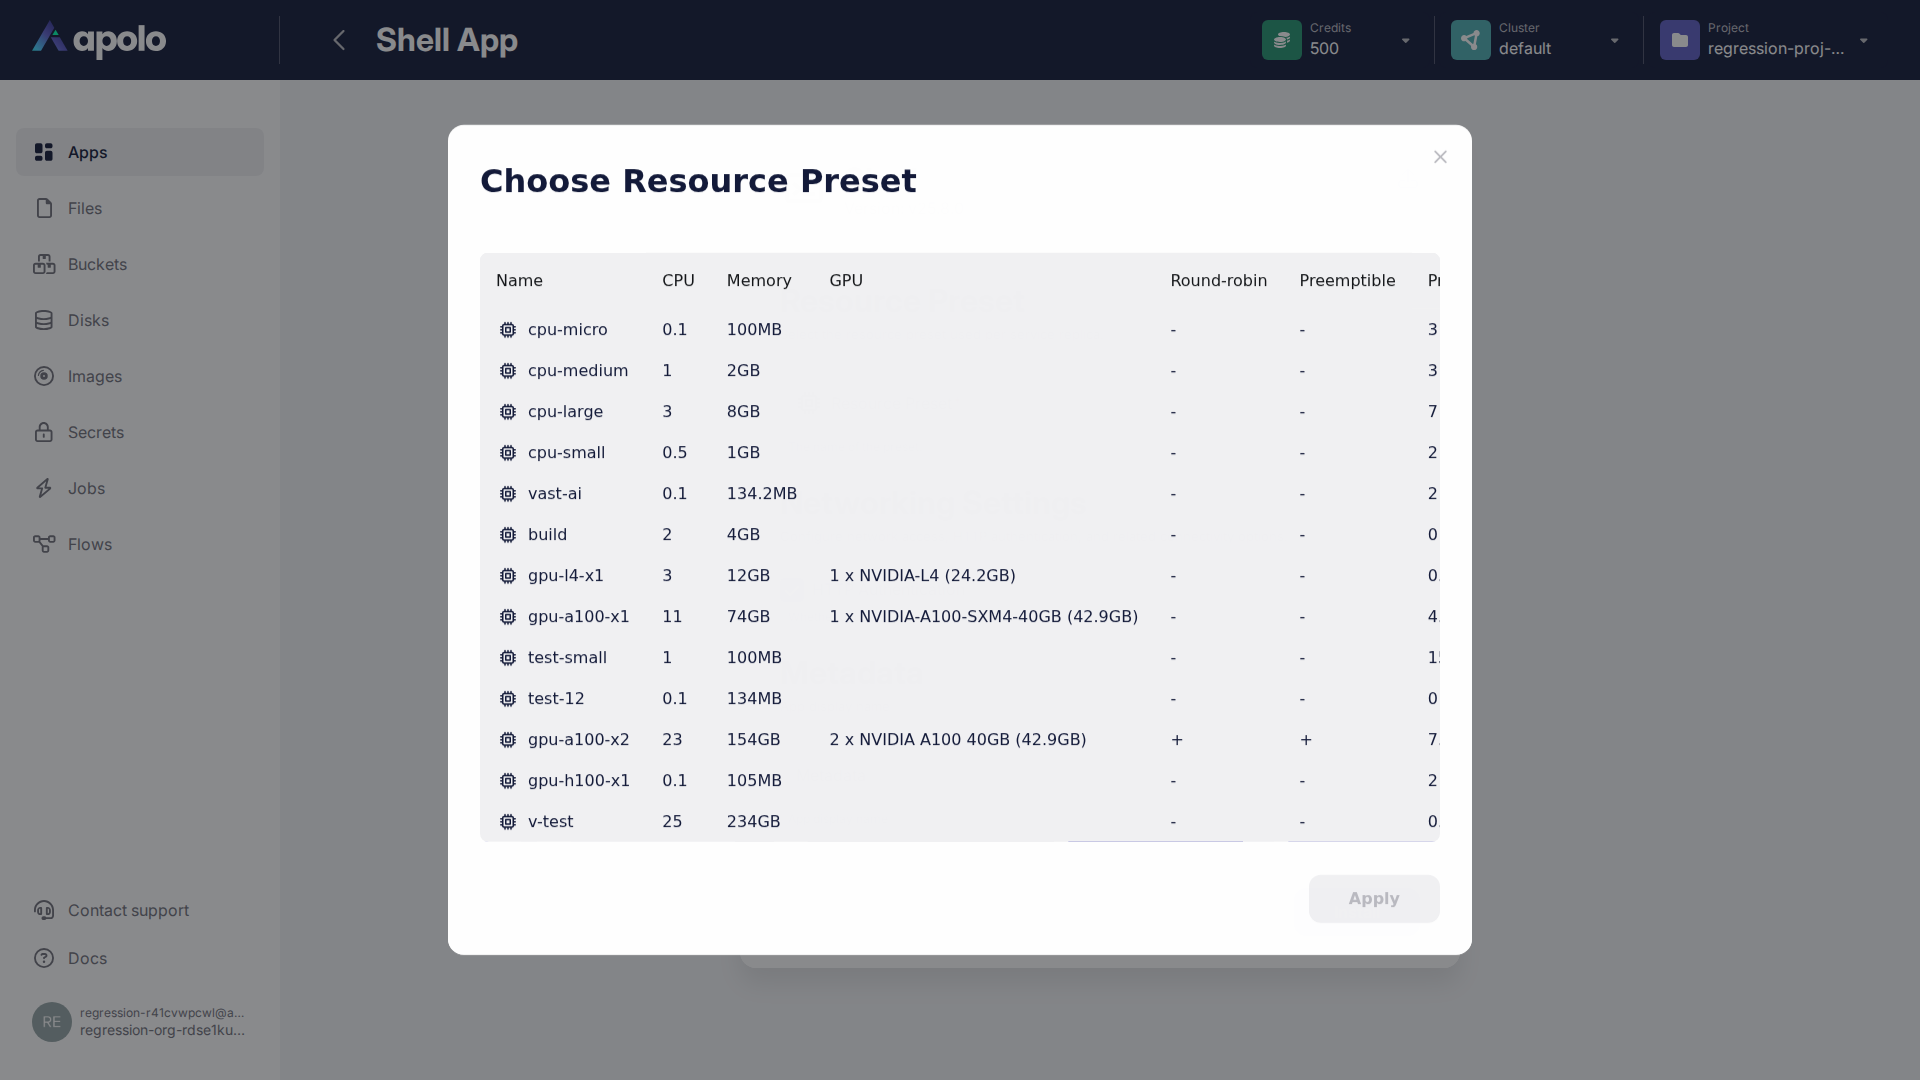 apolo
Shell App
Credits
500
Cluster
default
Project
regression-proj-...
Apps
Files
Buckets
Disks
Images
Secrets
Jobs
Flows
Contact support
Docs
RE
regression-r41cvwpcwl@a...
regression-org-rdse1ku...
Choose Resource Preset
Name CPU Memory GPU Round-robin Preemptible
cpu-micro 0.1 100MB - - 3
cpu-medium 1 2GB - - 3
cpu-large 3 8GB - - 7
cpu-small 0.5 1GB - - 2
vast-ai 0.1 134.2MB - - 2
build 2 4GB - - 0
gpu-l4-x1 3 12GB 1 x NVIDIA-L4 (24.2GB) - - 0.
gpu-a100-x1 11 74GB 1 x NVIDIA-A100-SXM4-40GB (42.9GB) - - 4.
test-small 1 100MB - - 1
test-12 0.1 134MB - - 0
gpu-a100-x2 23 154GB 2 x NVIDIA A100 40GB (42.9GB) + + 7.
gpu-h100-x1 0.1 105MB - - 2
v-test 25 234GB - - 0.
Apply